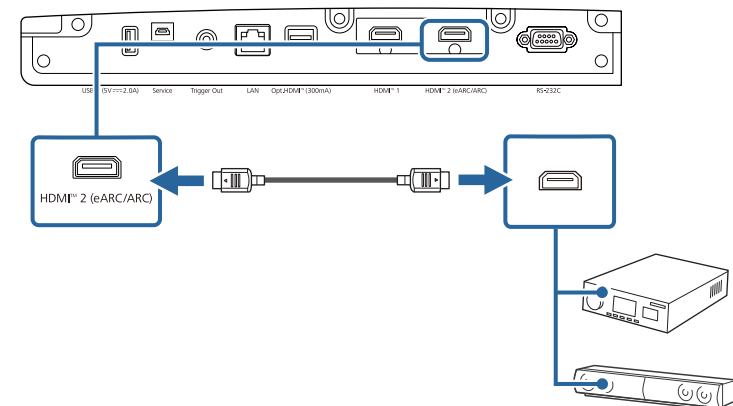 USB (5V⎓2.0A)
Service
Trigger Out
LAN
Opt.HDMI™ (300mA)
HDMI™ 1
HDMI™ 2 (eARC/ARC)
RS-232C
HDMI™ 2 (eARC/ARC)